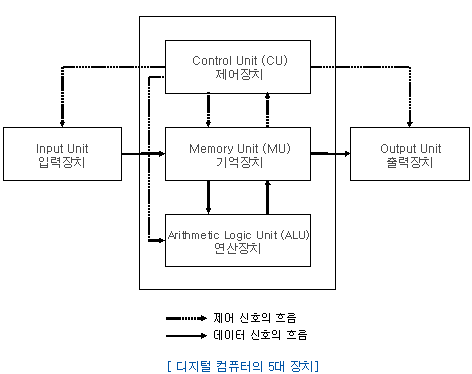 Control Unit (CU)
제어장치
Input Unit
입력장치
Memory Unit (MU)
기억장치
Output Unit
출력장치
Arithmetic Logic Unit (ALU)
연산장치
제어 신호의 흐름
데이터 신호의 흐름
[ 디지털 컴퓨터의 5대 장치]